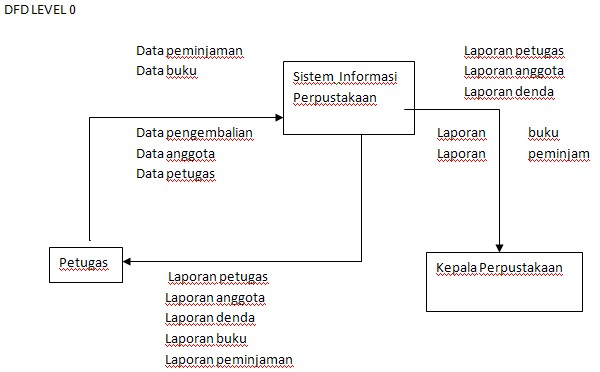 DFD LEVEL 0
Data peminjaman
Data buku
Sistem Informasi
Perpustakaan
Laporan petugas
Laporan anggota
Laporan denda
Data pengembalian
Data anggota
Data petugas
Laporan buku
Laporan peminjam
Petugas
Kepala Perpustakaan
Laporan petugas
Laporan anggota
Laporan denda
Laporan buku
Laporan peminjaman